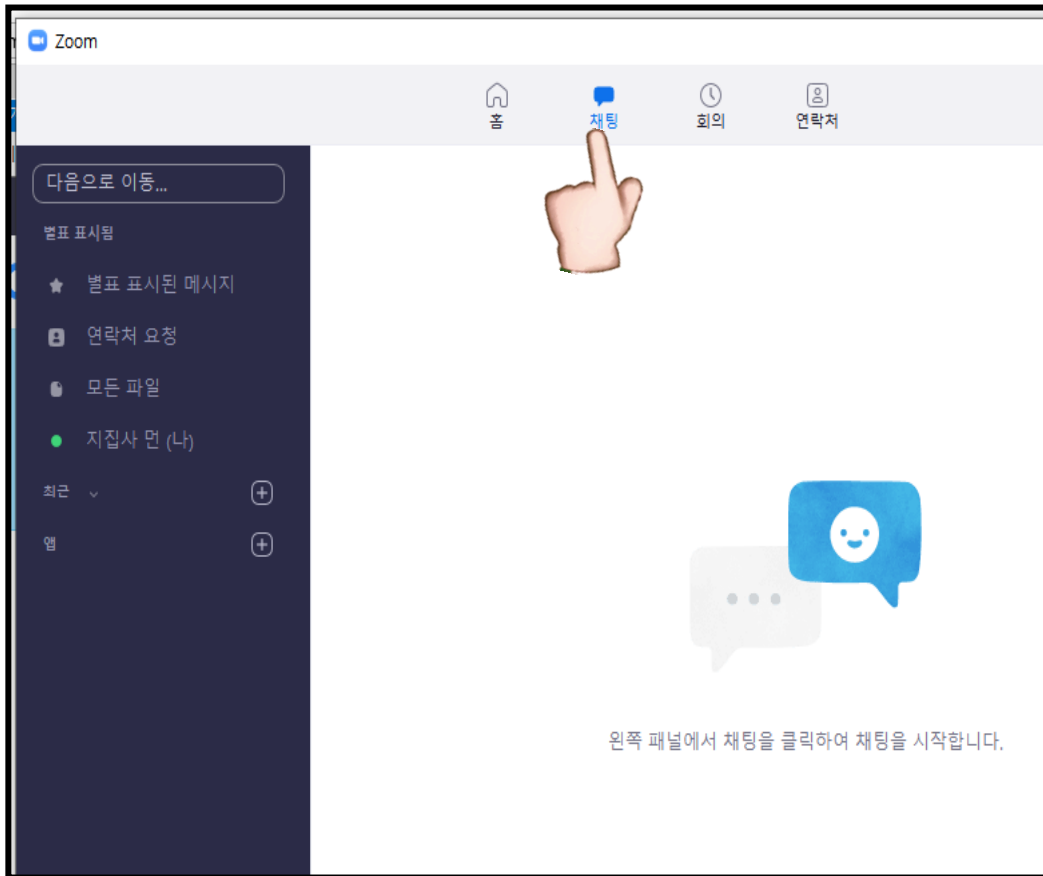 Zoom
홈
채팅
회의
연락처
다음으로 이동...
별표 표시됨
별표 표시된 메시지
연락처 요청
모든 파일
지집사 먼 (나)
최근
앱
왼쪽 패널에서 채팅을 클릭하여 채팅을 시작합니다.